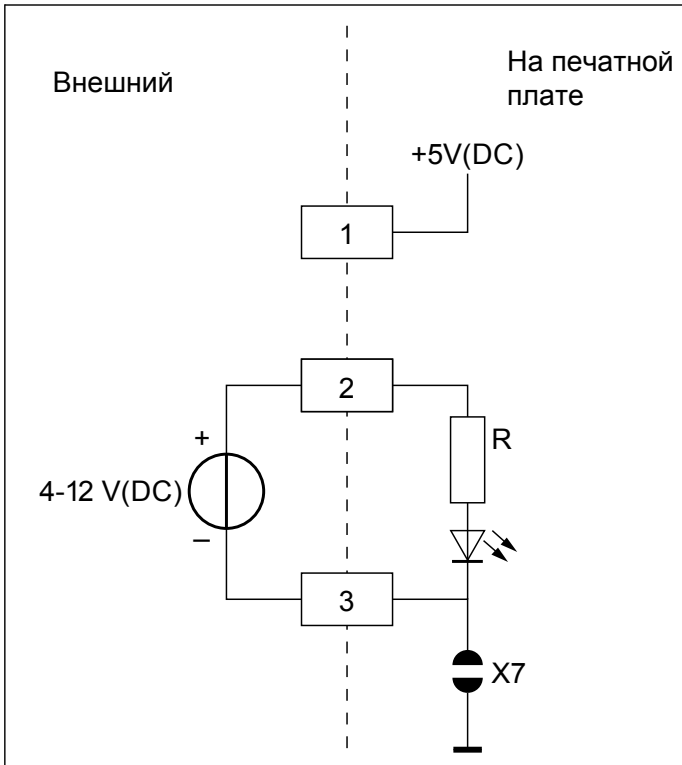 Внешний
На печатной
плате
+5V(DC)
1
2
R
+
4-12 V(DC)
–
3
X7